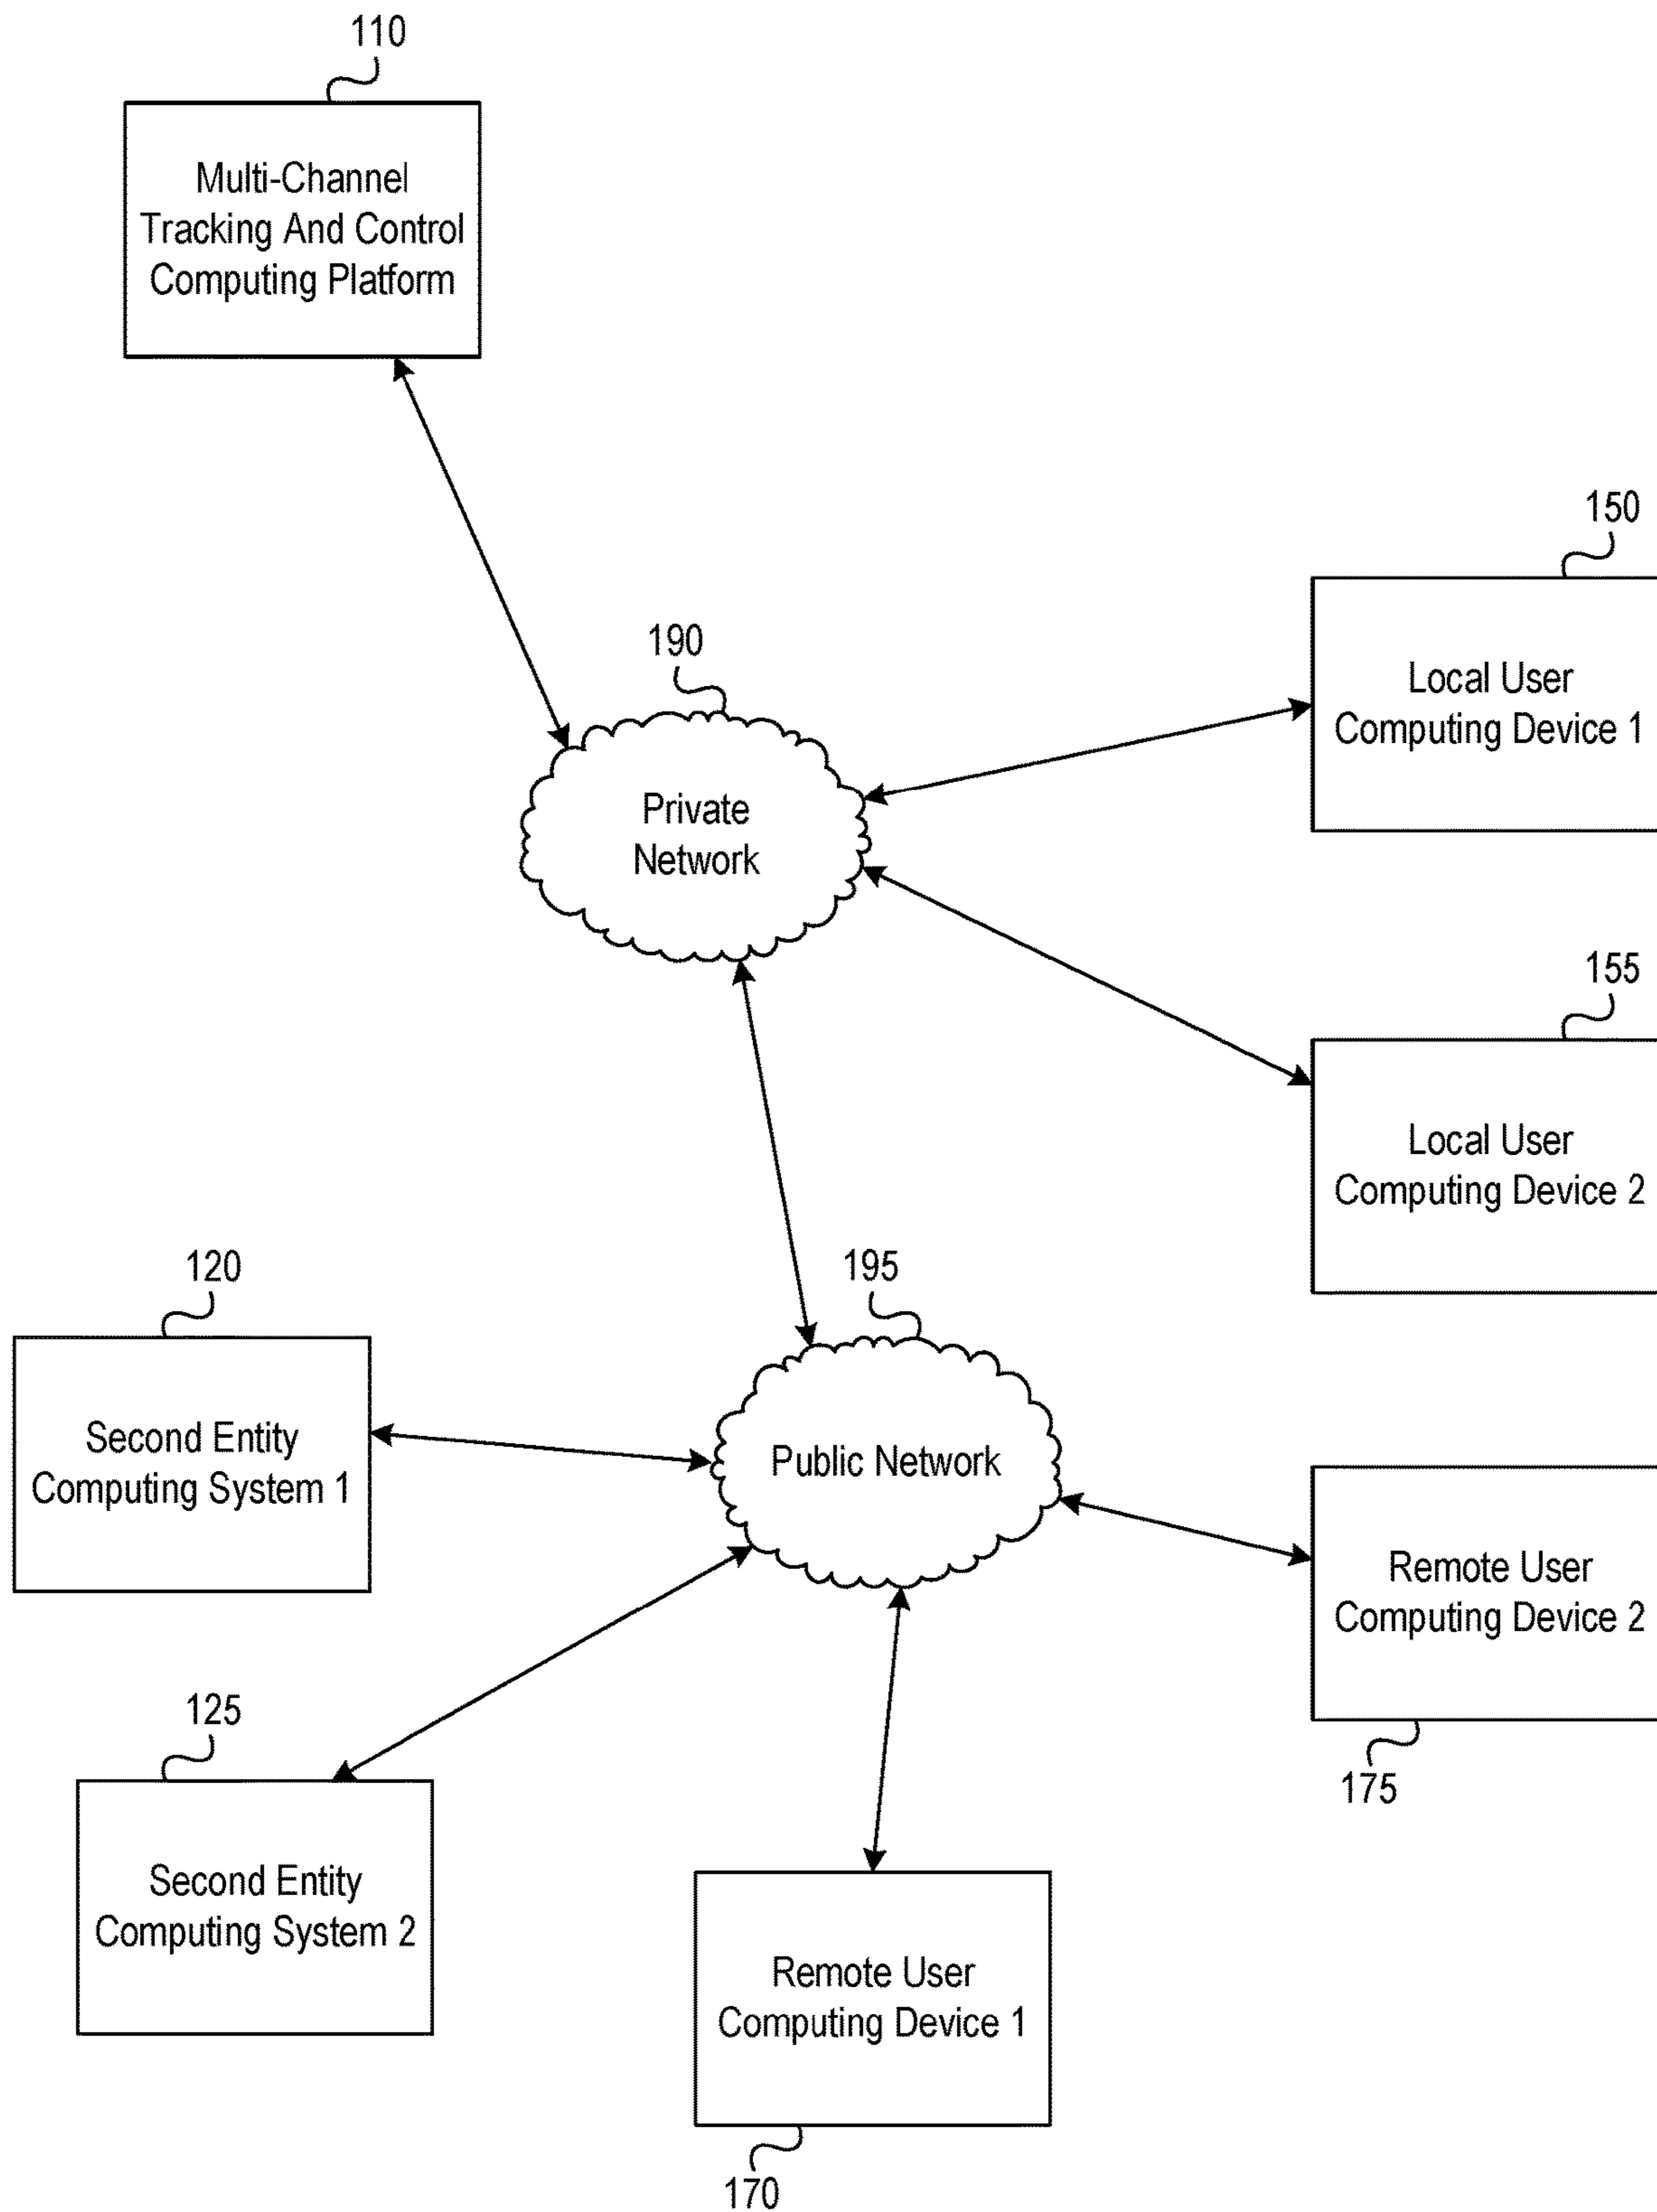 110
Multi-Channel
Tracking And Control
Computing Platform
150
190
Local User
Computing Device 1
Private
Network
155
Local User
Computing Device 2
120
195
Second Entity
Computing System 1
Public Network
Remote User
Computing Device 2
125
175
Second Entity
Computing System 2
Remote User
Computing Device 1
170